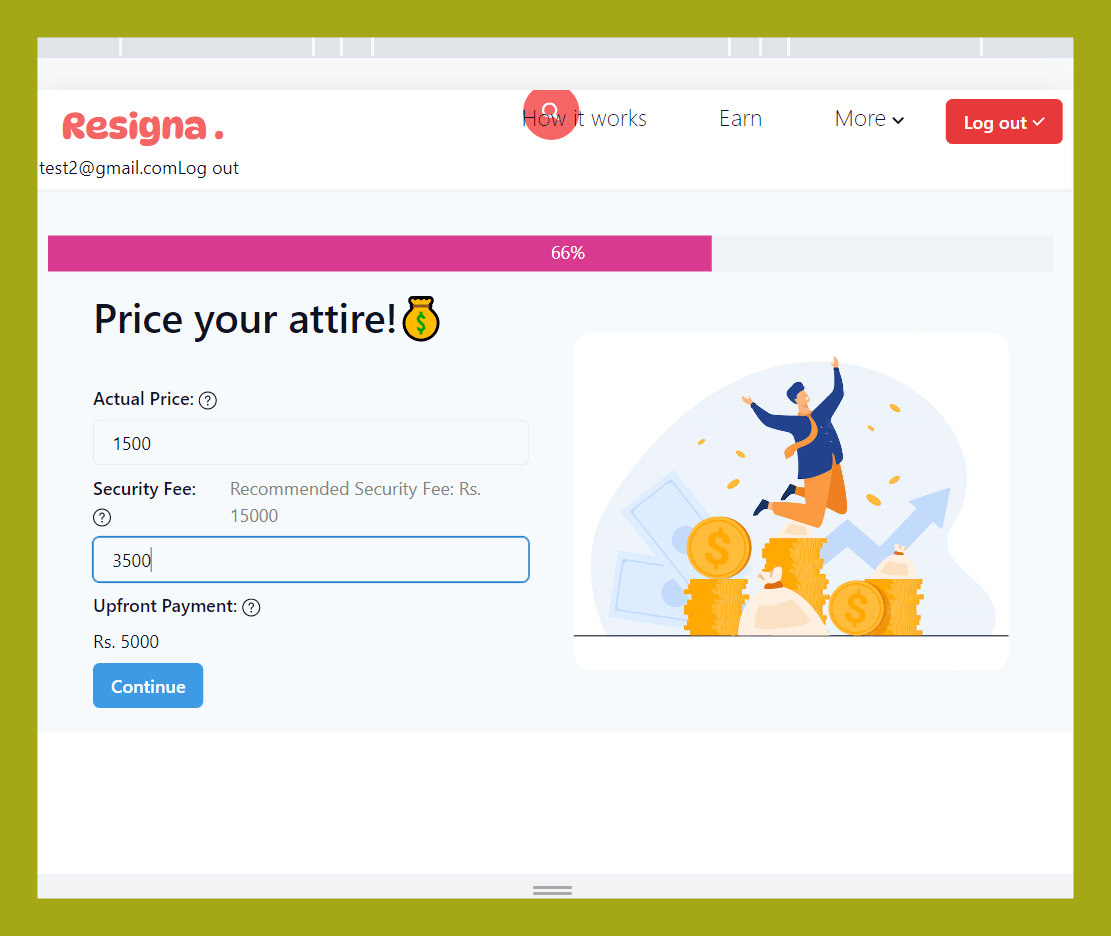 Resigna .
How it works
Earn
More
Log out
test2@gmail.comLog out
66%
Price your attire!
Actual Price: ?
1500
Security Fee: Recommended Security Fee: Rs.
? 15000
3500
Upfront Payment: ?
Rs. 5000
Continue